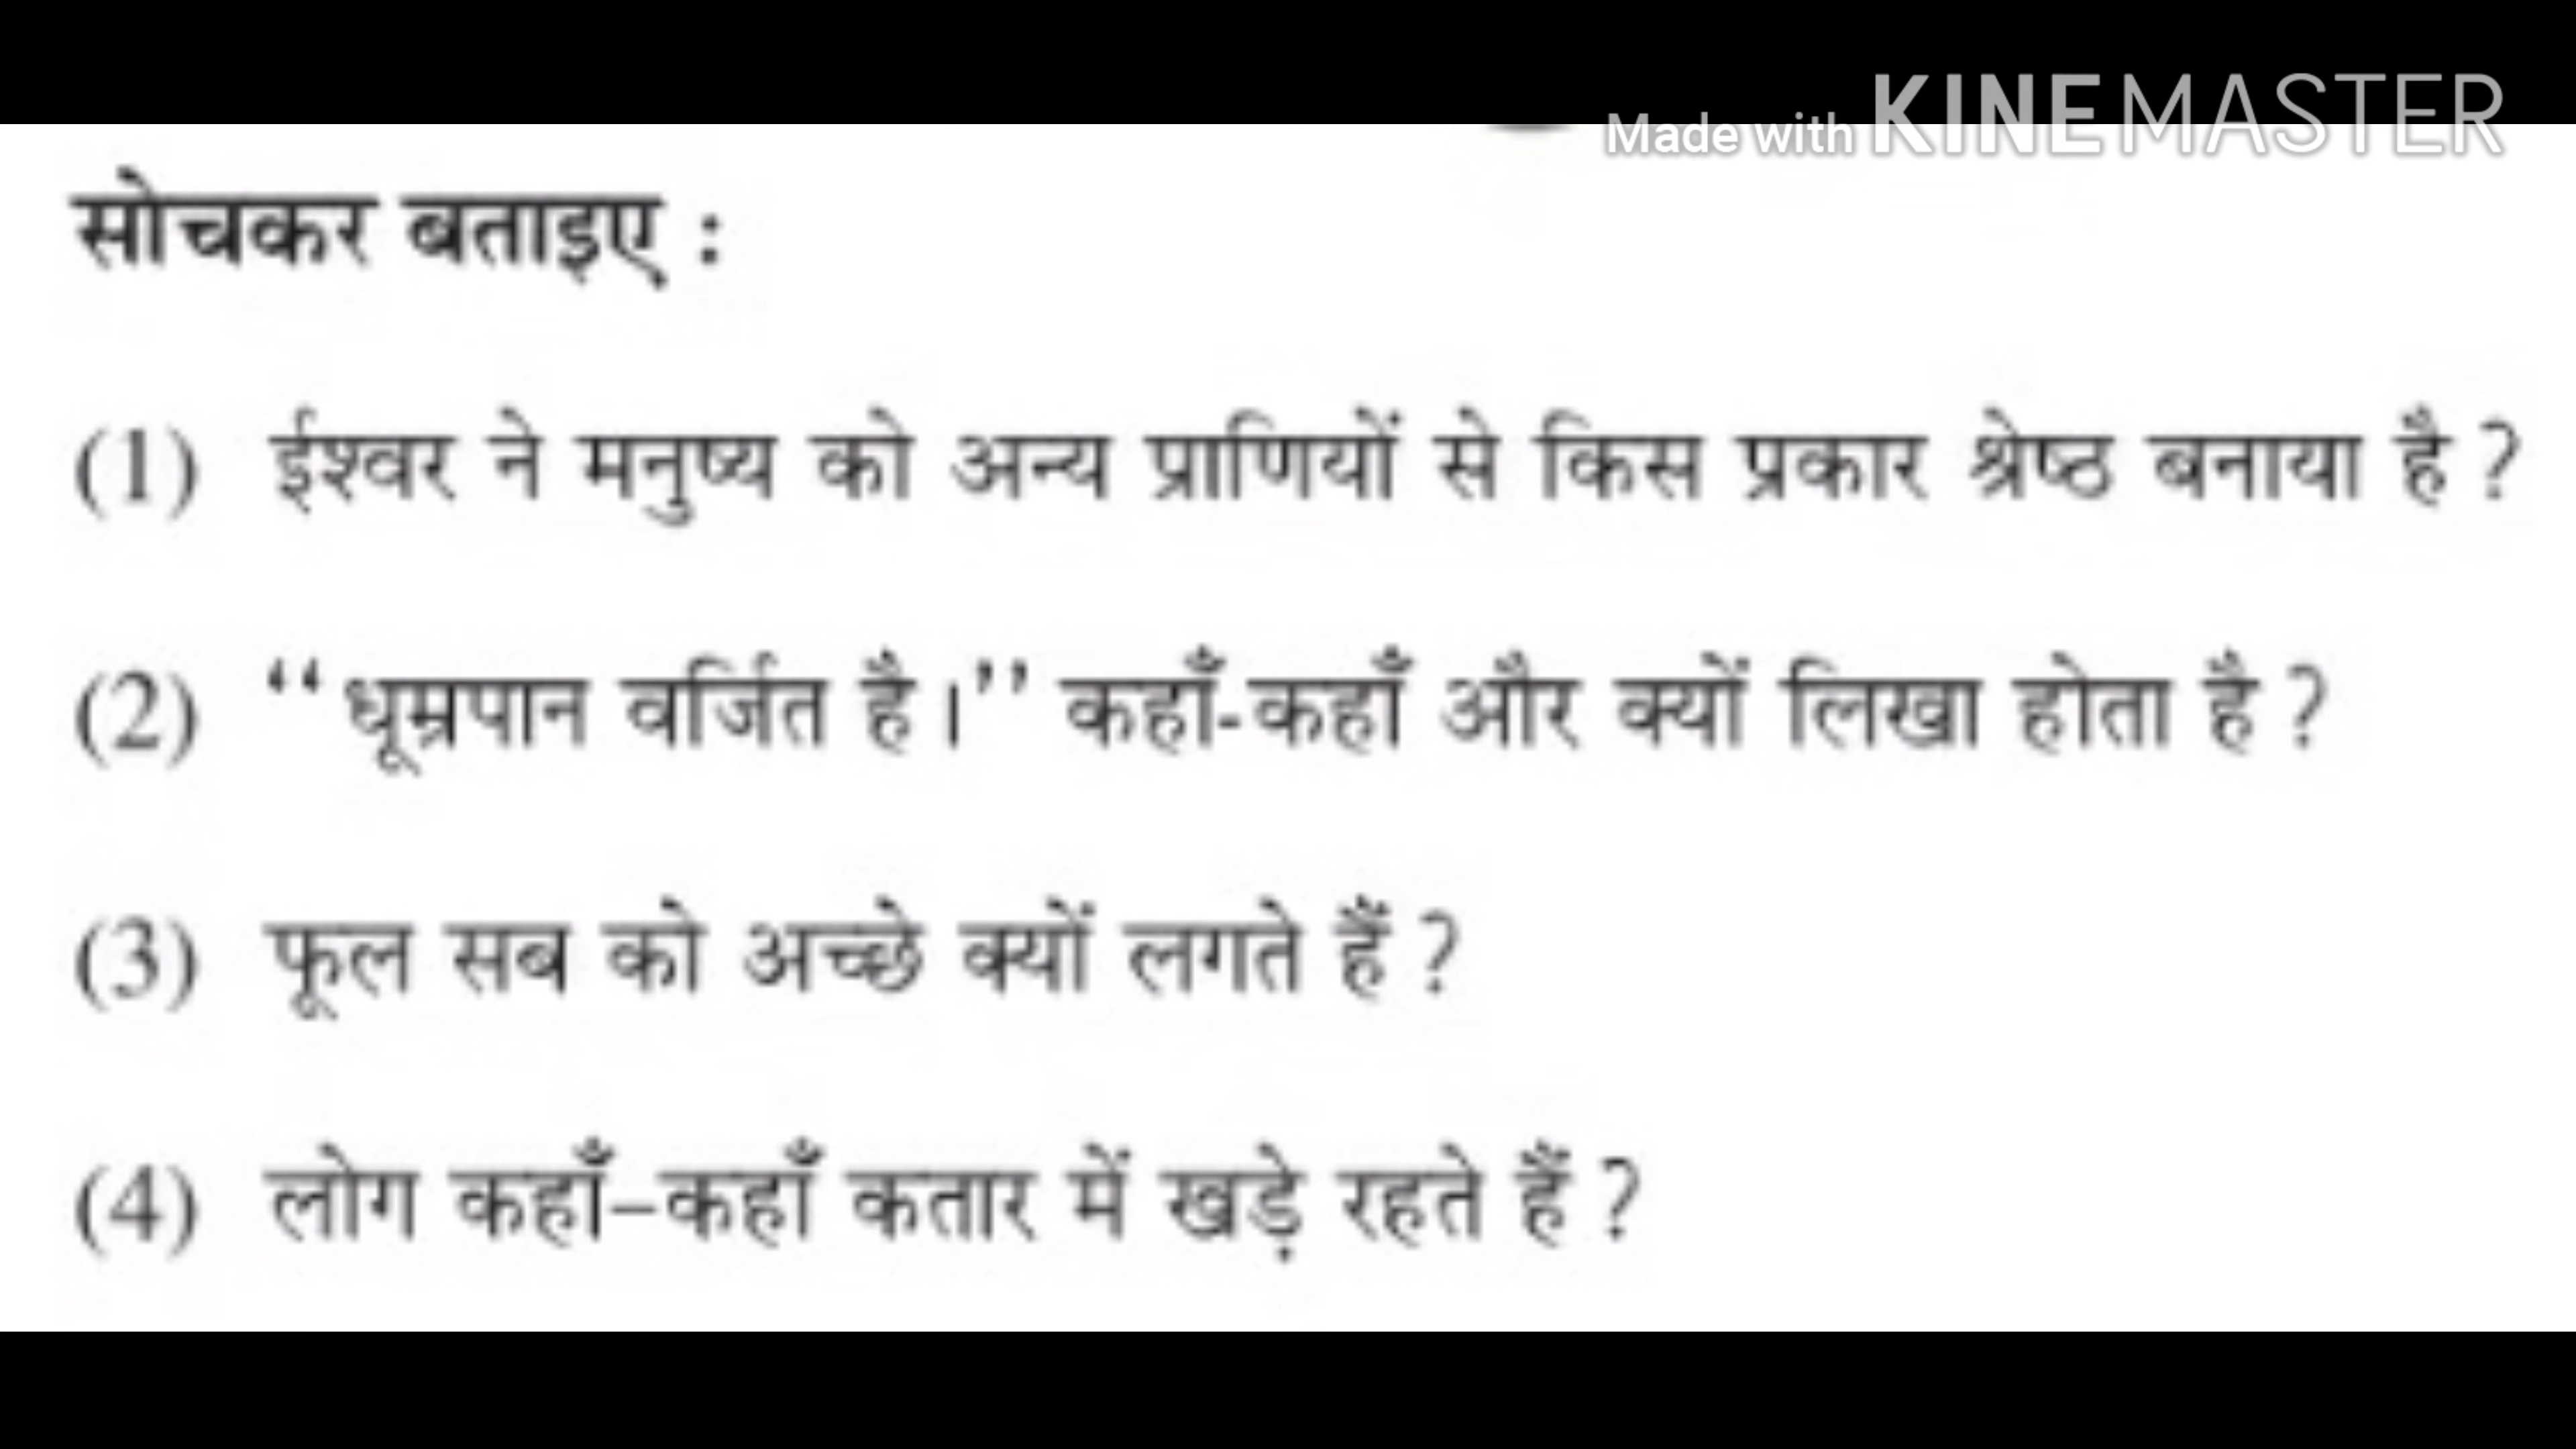 Made with KINEMASTER
सोचकर बताइए :
(1) ईश्वर ने मनुष्य को अन्य प्राणियों से किस प्रकार श्रेष्ठ बनाया है ?
(2) “धूम्रपान वर्जित है।” कहाँ-कहाँ और क्यों लिखा होता है ?
(3) फूल सब को अच्छे क्यों लगते हैं ?
(4) लोग कहाँ–कहाँ कतार में खड़े रहते हैं ?